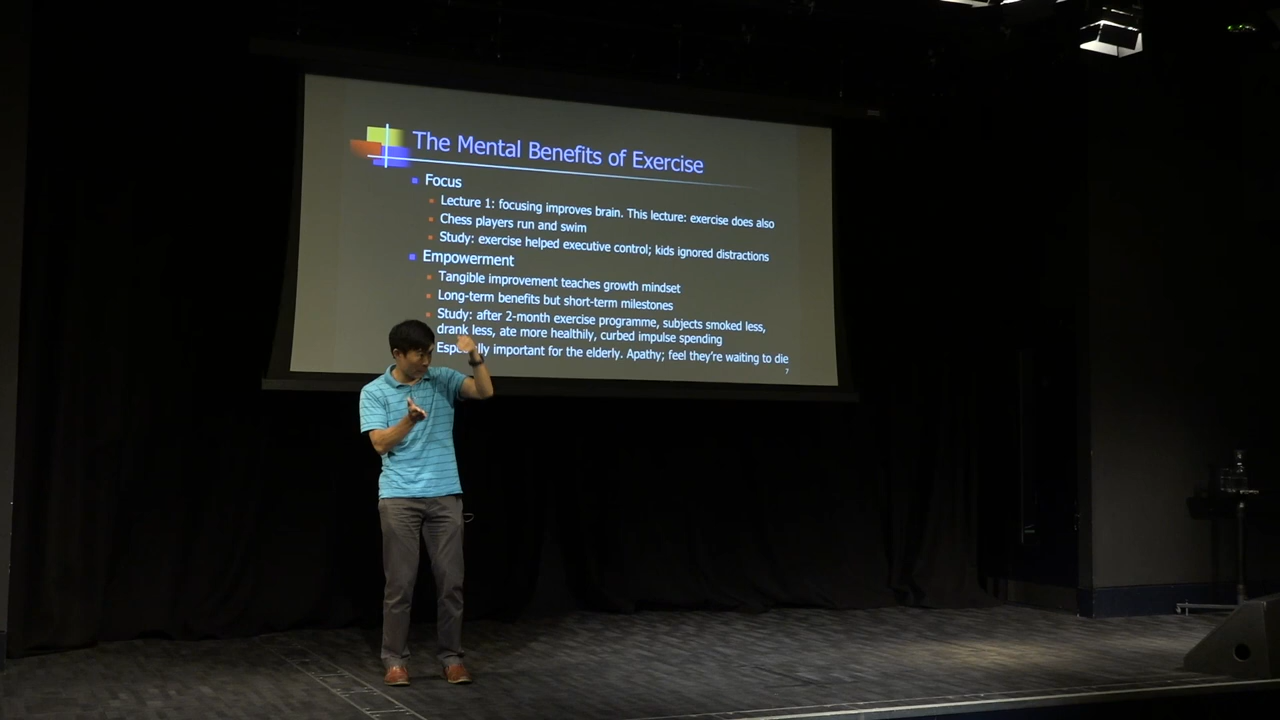 The Mental Benefits of Exercise
Focus
Lecture 1: focusing improves brain. This lecture: exercise does also
Chess players run and swim
Study: exercise helped executive control; kids ignored distractions
Empowerment
Tangible improvement teaches growth mindset
Long-term benefits but short-term milestones
Study: after 2-month exercise programme, subjects smoked less,
drank less, ate more healthily, curbed impulse spending
Especially important for the elderly. Apathy; feel they're waiting to die
7